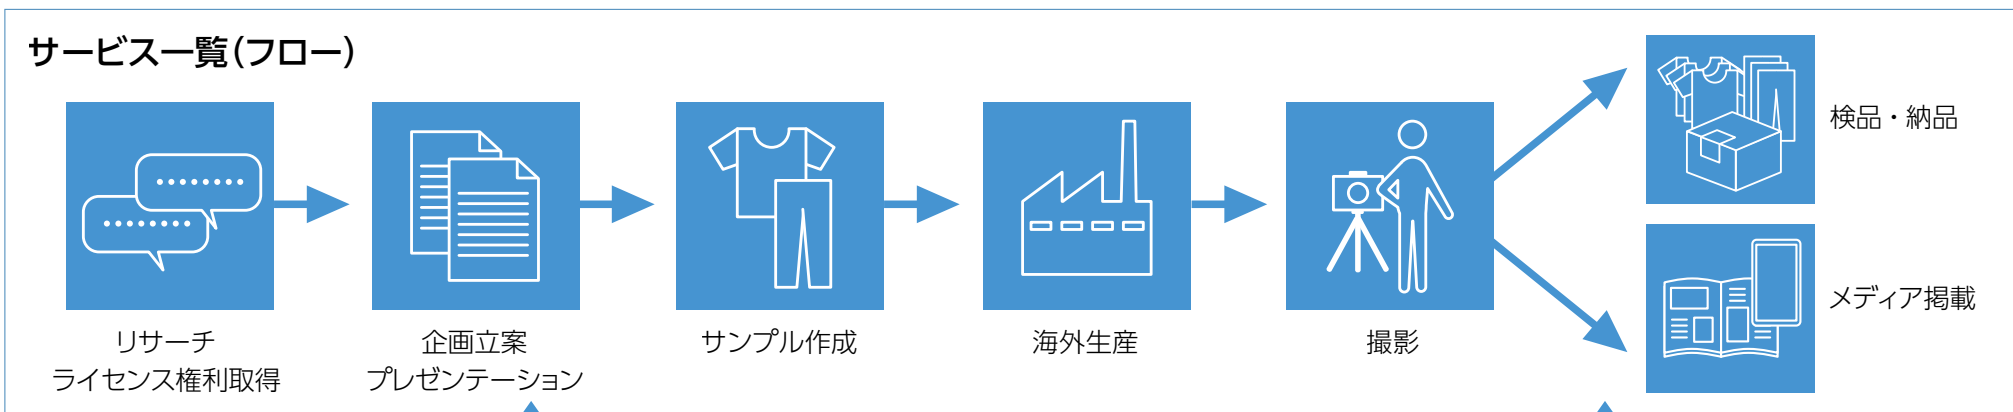 サービス一覧(フロー)
リサーチ
ライセンス権利取得
企画立案
プレゼンテーション
サンプル作成
海外生産
撮影
検品・納品
メディア掲載